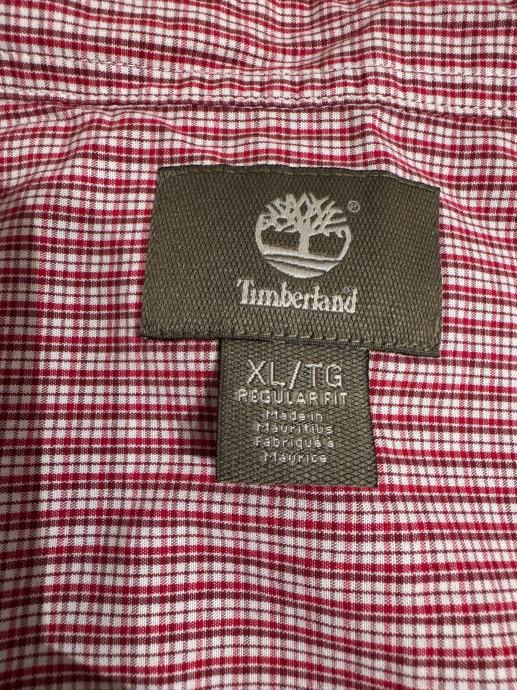 ®
Timberland
XL/TG
REGULAR FIT
Made in
Mauritius
Fabriqué à
Maurice